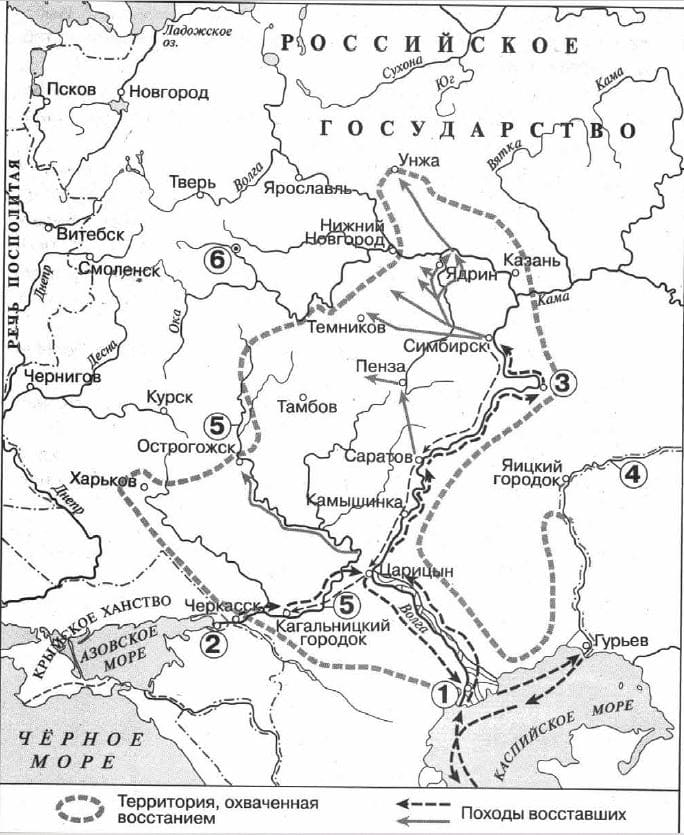 Ладожское
оз.
РОССИЙСКОЕ
Сухона
Юг
Кама
Псков
Новгород
ГОСУДАРСТВО
Вятка
Унжа
Тверь
Волга
Ярославль
РЕЧЬ ПОСПОЛИТАЯ
Витебск
Нижний
Новгород
6
Ядрин
Казань
Смоленск
Днепр
Кама
Ока
Темников
Симбирск
Десна
Пенза
3
Чернигов
Курск
Тамбов
5
Острогожск
Саратов
Яицкий
городок
4
Харьков
Днепр
Камышинка
Царицын
КРЫМСКОЕ ХАНСТВО
Черкасск
5
Волга
2
Кагальницкий
городок
Гурьев
АЗОВСКОЕ
МОРЕ
1
ЧЁРНОЕ
МОРЕ
КАСПИЙСКОЕ МОРЕ
Территория, охваченная
восстанием
Походы восставших